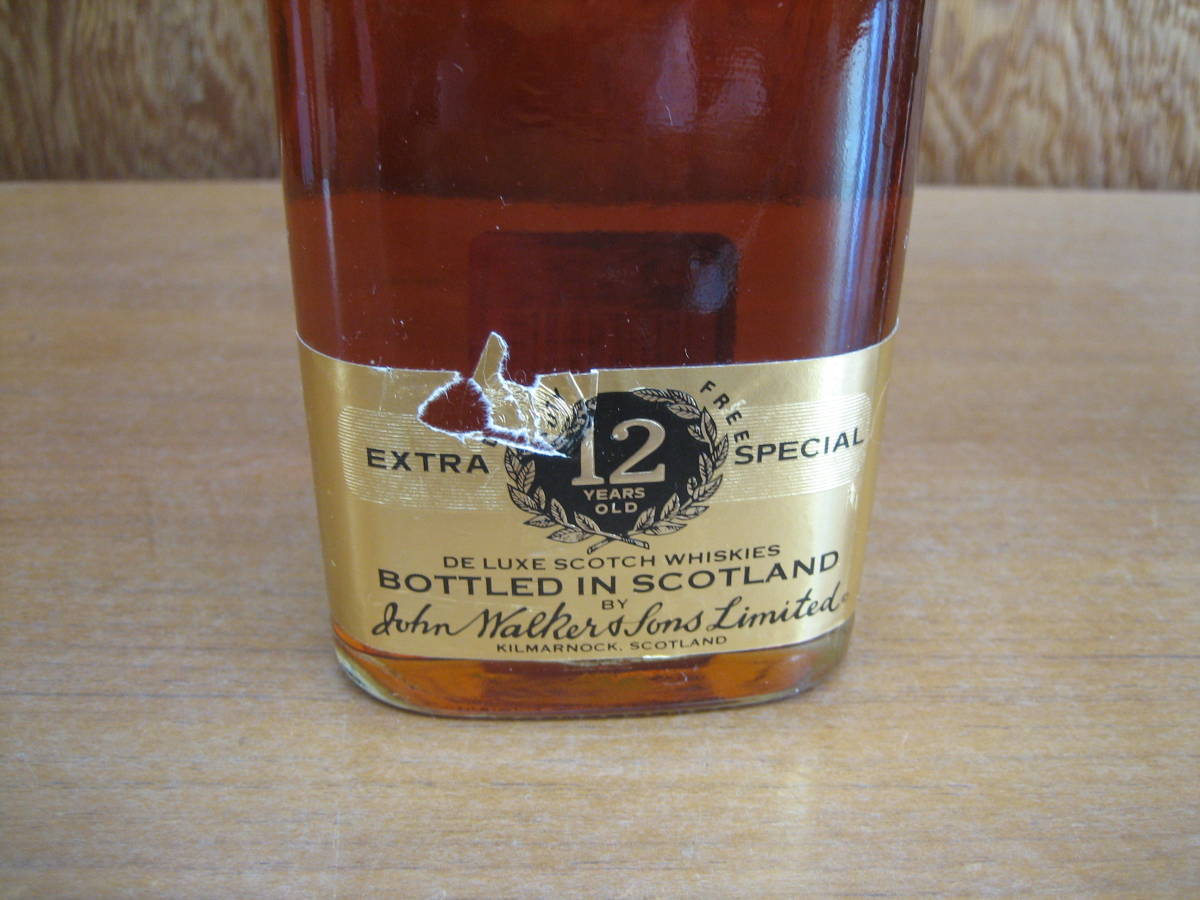 FREE
EXTRA 12 SPECIAL
YEARS
OLD
DE LUXE SCOTCH WHISKIES
BOTTLED IN SCOTLAND
BY
John Walker & Sons Limited
KILMARNOCK, SCOTLAND